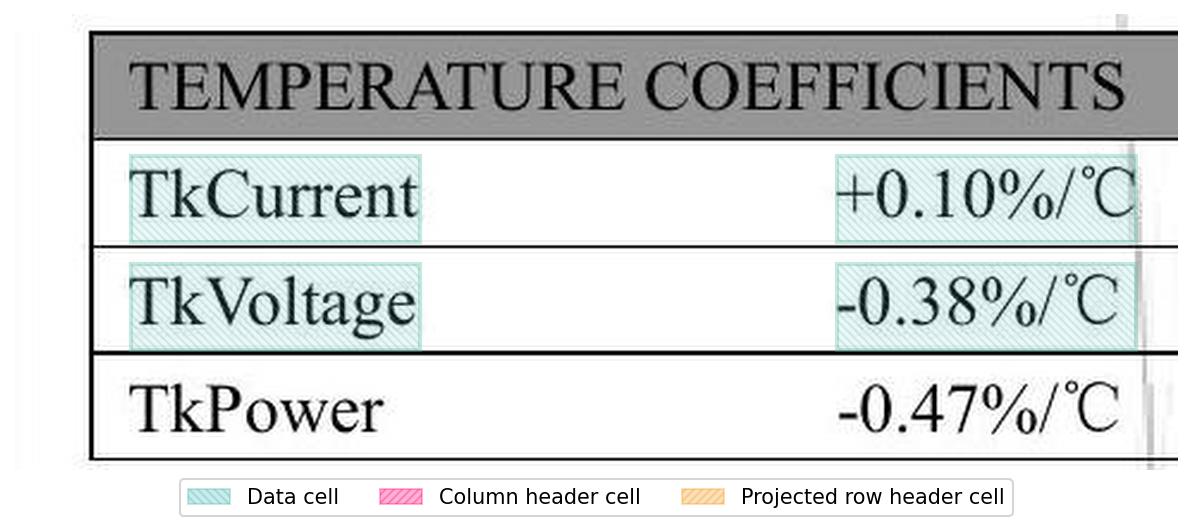 TEMPERATURE COEFFICIENTS
TkCurrent +0.10%/℃
TkVoltage -0.38%/℃
TkPower -0.47%/℃
Data cell Column header cell Projected row header cell